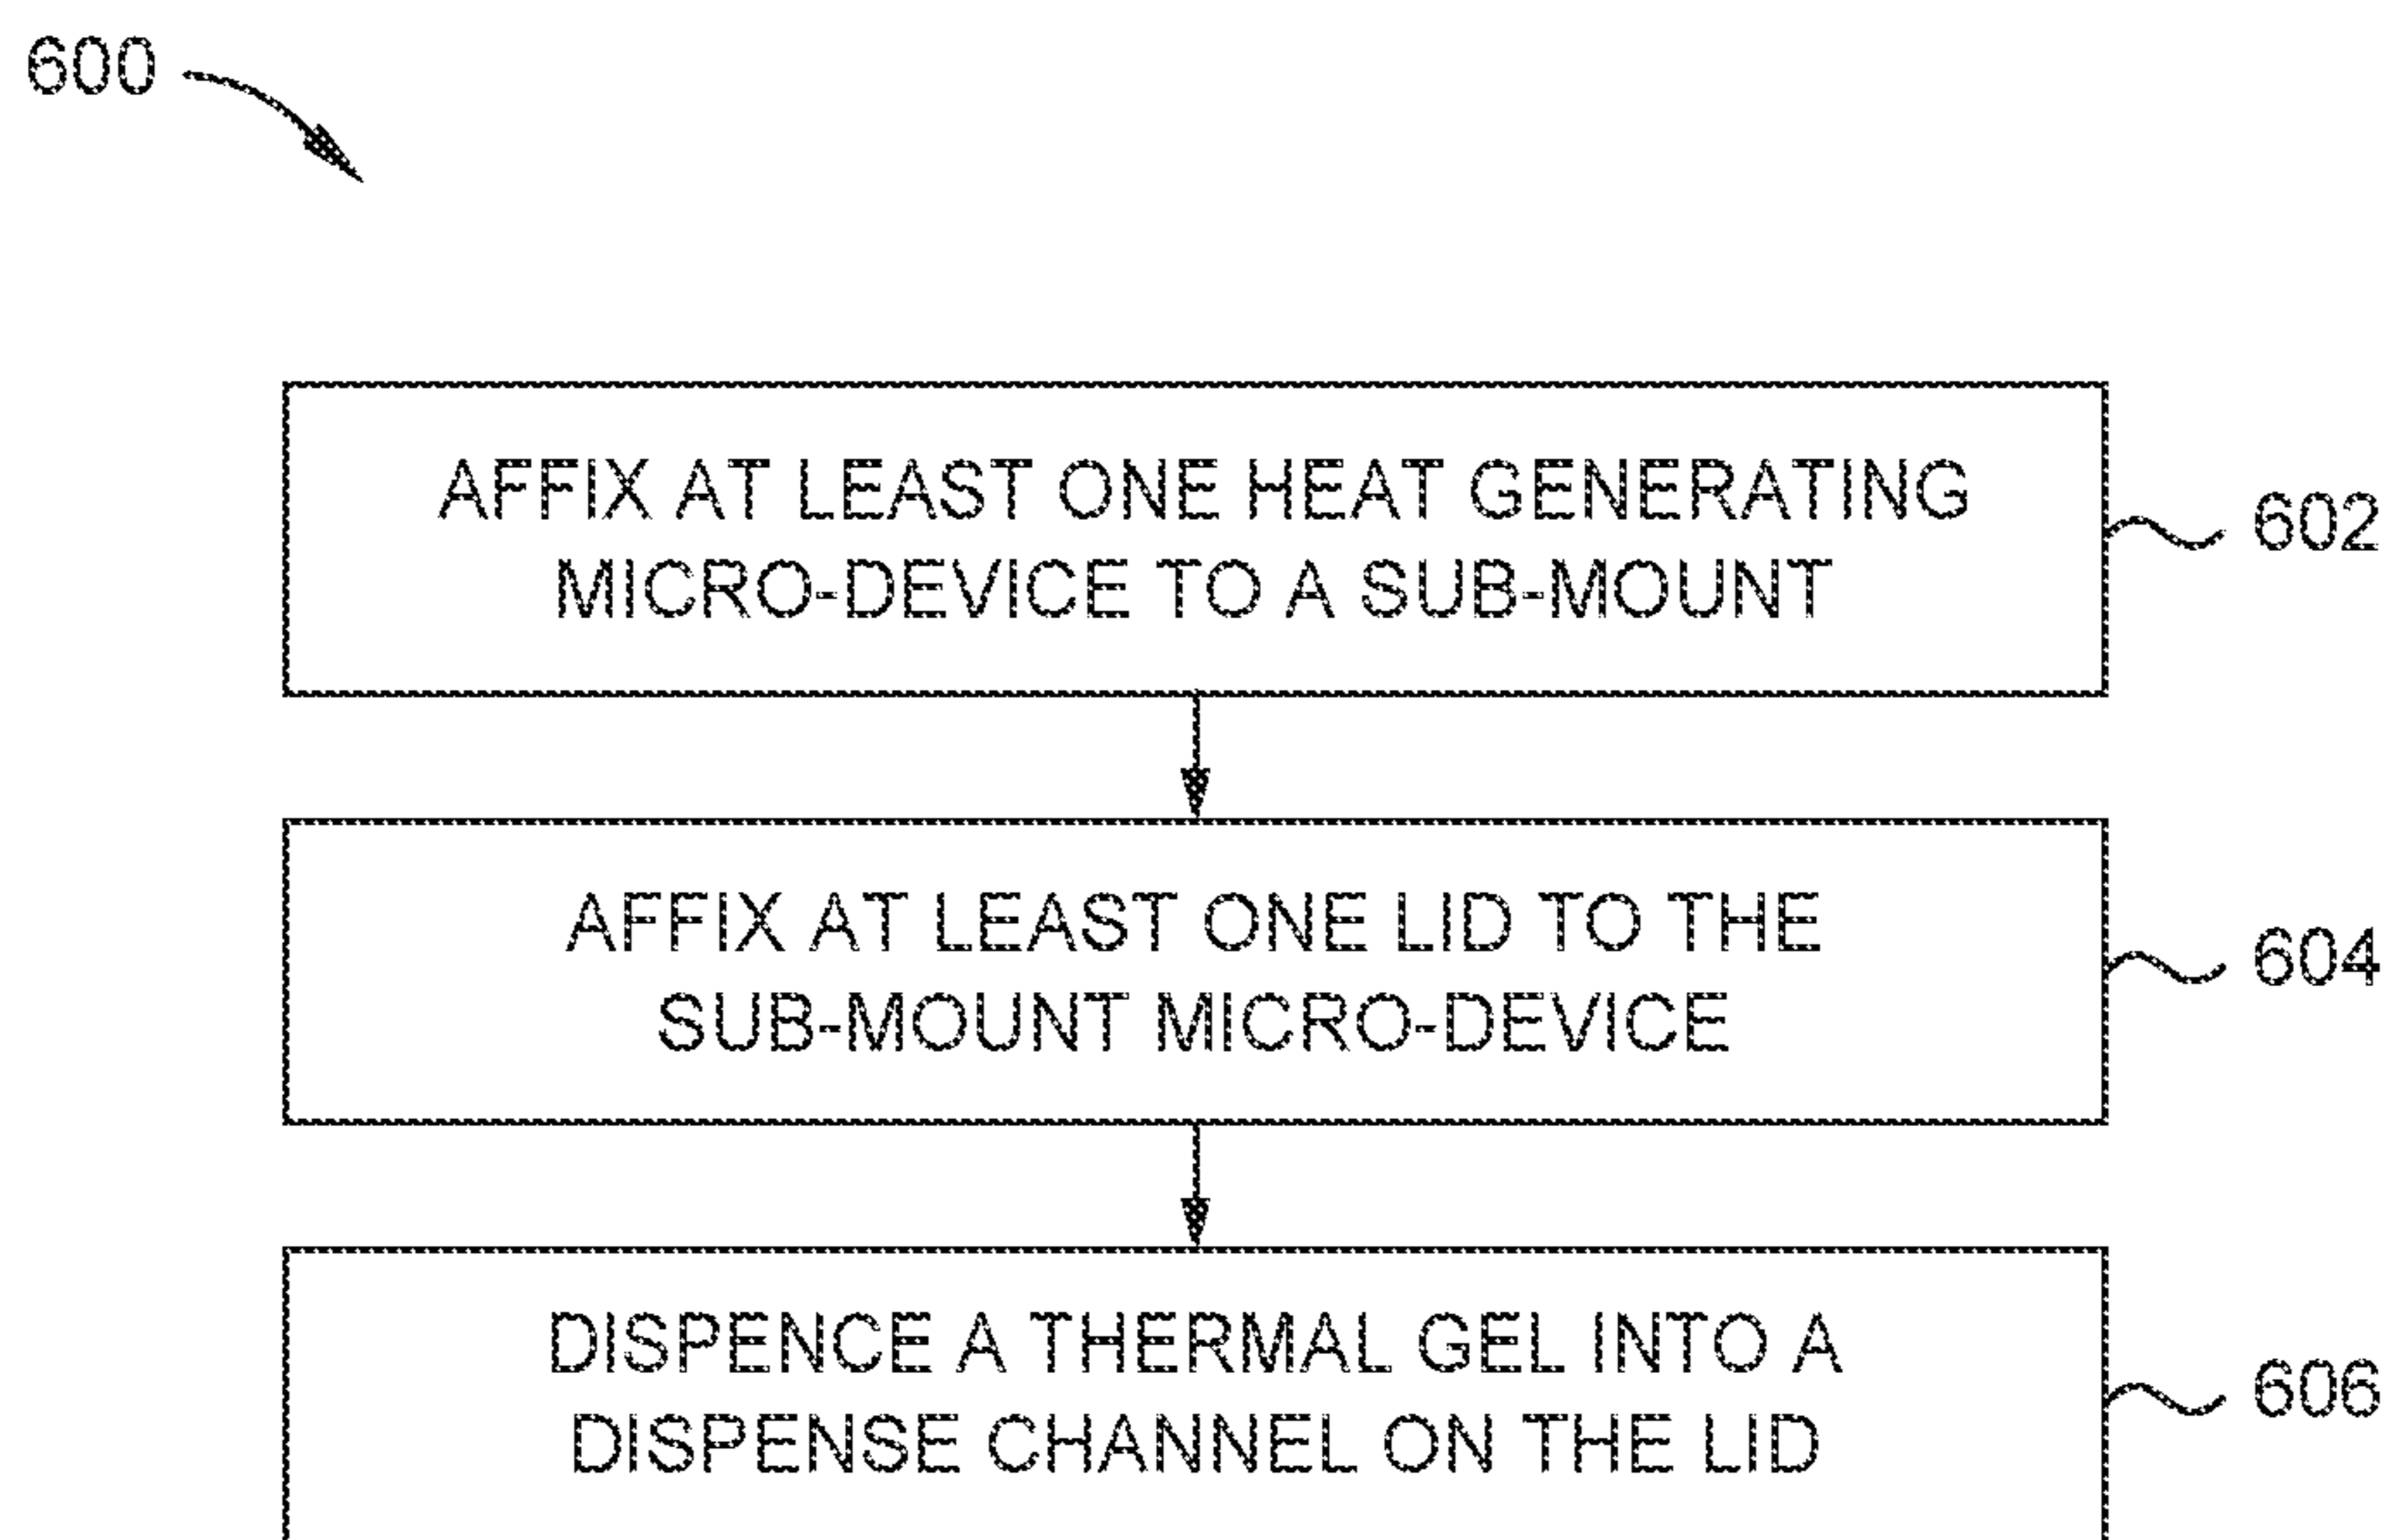 600
AFFIX AT LEAST ONE HEAT GENERATING
MICRO-DEVICE TO A SUB-MOUNT
602
AFFIX AT LEAST ONE LID TO THE
SUB-MOUNT MICRO-DEVICE
604
DISPENCE A THERMAL GEL INTO A
DISPENSE CHANNEL ON THE LID
606